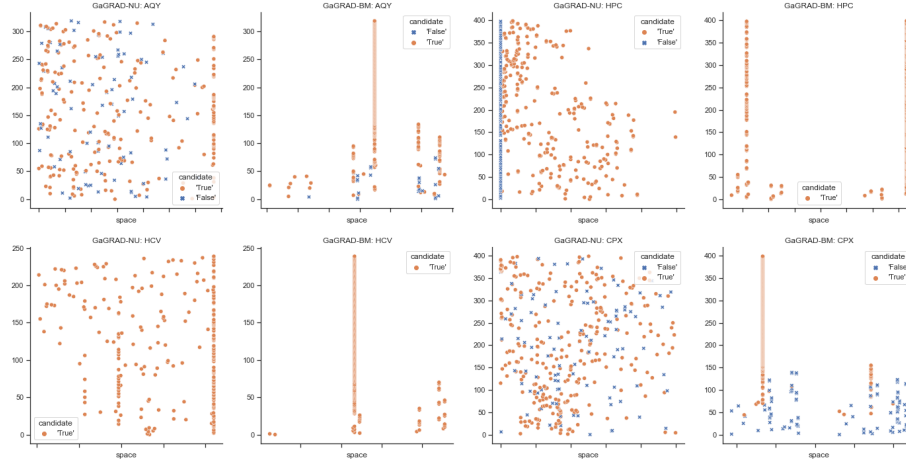 GaGRAD-NU: AQY
candidate
'True'
'False'
300
250
200
150
100
50
0
space
GaGRAD-BM: AQY
candidate
'False'
'True'
300
250
200
150
100
50
0
space
GaGRAD-NU: HPC
candidate
'True'
'False'
400
350
300
250
200
150
100
50
0
space
GaGRAD-BM: HPC
candidate
'True'
400
350
300
250
200
150
100
50
0
space
GaGRAD-NU: HCV
candidate
'True'
250
200
150
100
50
0
space
GaGRAD-BM: HCV
candidate
'True'
250
200
150
100
50
0
space
GaGRAD-NU: CPX
candidate
'False'
'True'
400
350
300
250
200
150
100
50
0
space
GaGRAD-BM: CPX
candidate
'False'
'True'
400
350
300
250
200
150
100
50
0
space